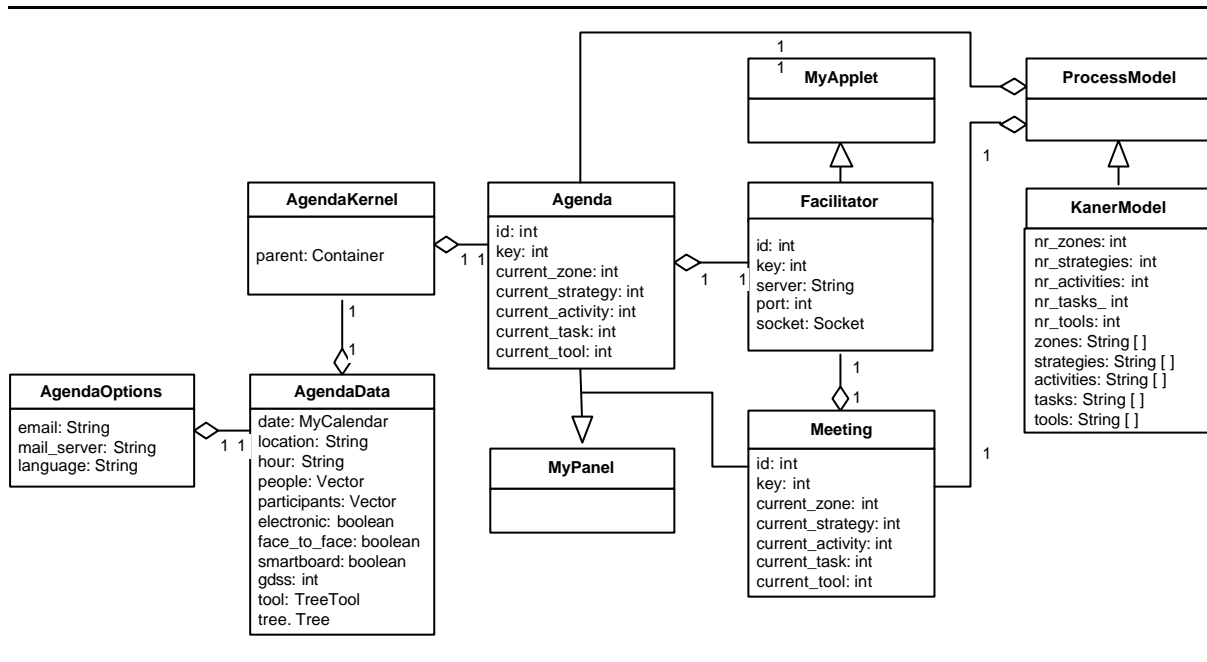 1
1
MyApplet
ProcessModel
1
AgendaKernel
parent: Container
1 1
Agenda
id: int
key: int
current_zone: int
current_strategy: int
current_activity: int
current_task: int
current_tool: int
1 1
Facilitator
id: int
key: int
server: String
port: int
socket: Socket
KanerModel
nr_zones: int
nr_strategies: int
nr_activities: int
nr_tasks_ int
nr_tools: int
zones: String [ ]
strategies: String [ ]
activities: String [ ]
tasks: String [ ]
tools: String [ ]
1
1
1
1
AgendaOptions
email: String
mail_server: String
language: String
1 1
AgendaData
date: MyCalendar
location: String
hour: String
people: Vector
participants: Vector
electronic: boolean
face_to_face: boolean
smartboard: boolean
gdss: int
tool: TreeTool
tree. Tree
MyPanel
Meeting
id: int
key: int
current_zone: int
current_strategy: int
current_activity: int
current_task: int
current_tool: int
1